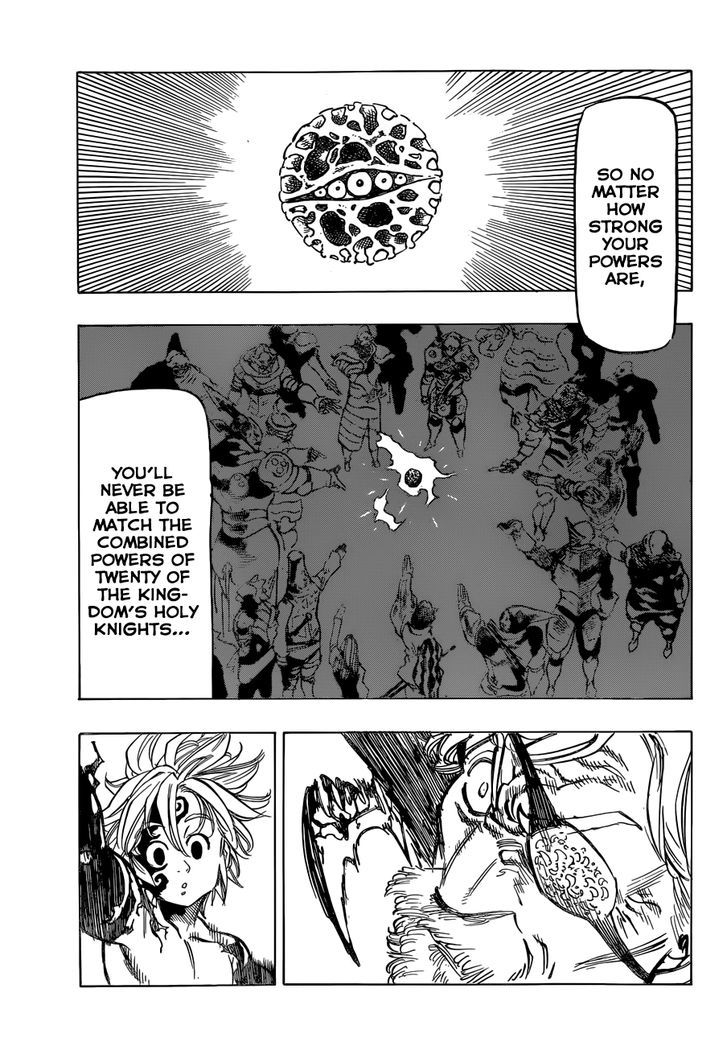 SO NO
MATTER
HOW
STRONG
YOUR
POWERS
ARE,
YOU'LL
NEVER BE
ABLE TO
MATCH THE
COMBINED
POWERS OF
TWENTY OF
THE KING-
DOM'S HOLY
KNIGHTS...